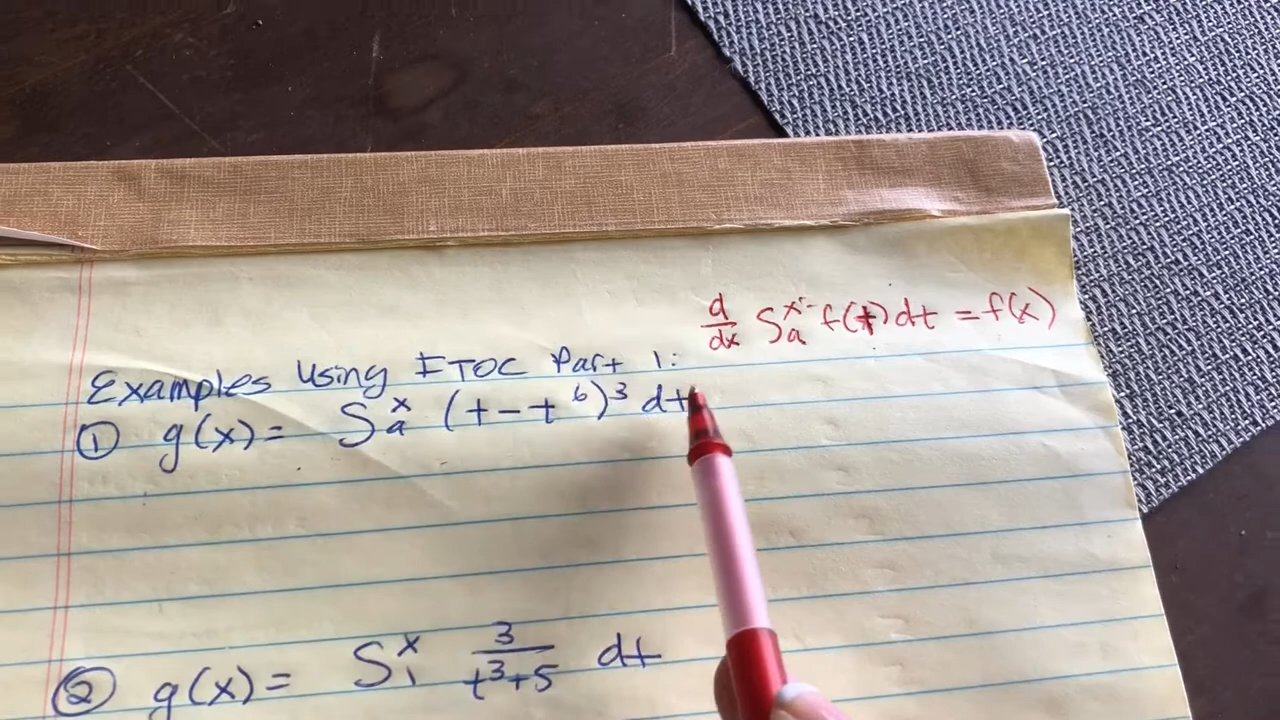 d/dx ∫ₐˣ f(t) dt = f(x)
Examples Using FTOC Part 1:
① g(x) = ∫ₐˣ (t - t⁶)³ dt
② g(x) = ∫₁ˣ 3/(t³+5) dt